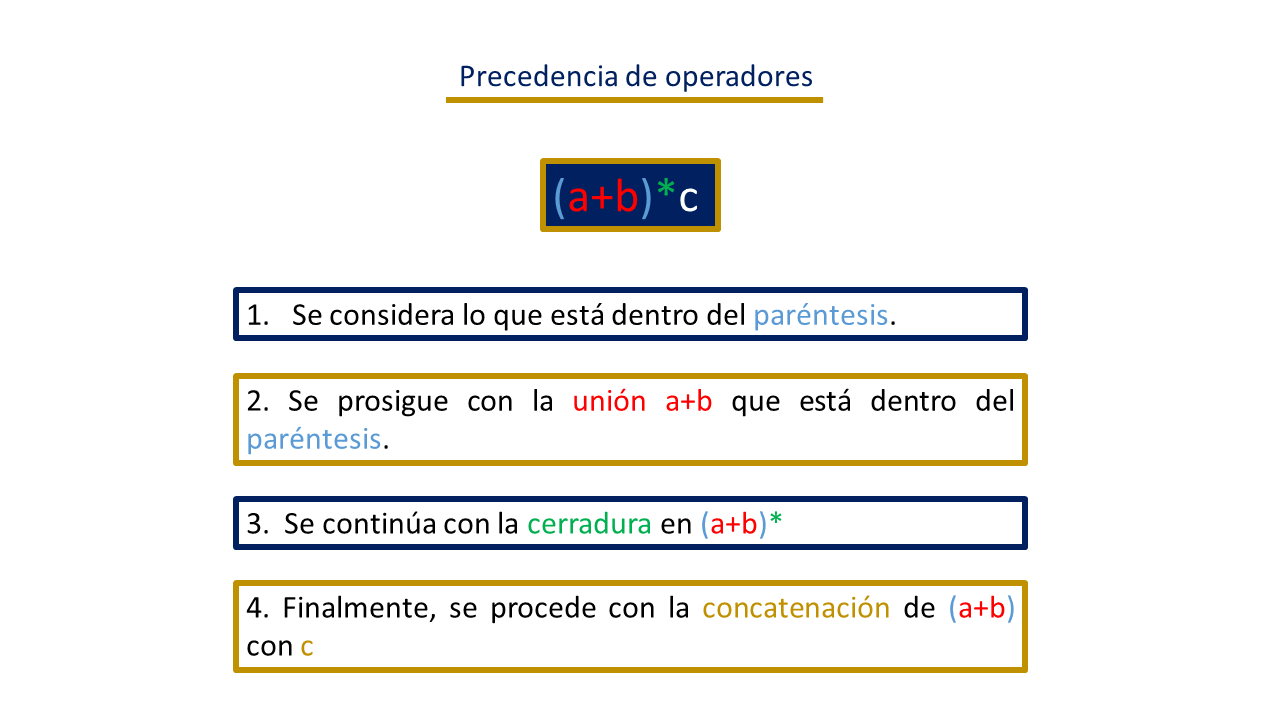 Precedencia de operadores
(a+b)*c
1. Se considera lo que está dentro del paréntesis.
2. Se prosigue con la unión a+b que está dentro del
paréntesis.
3. Se continúa con la cerradura en (a+b)*
4. Finalmente, se procede con la concatenación de (a+b)
con c